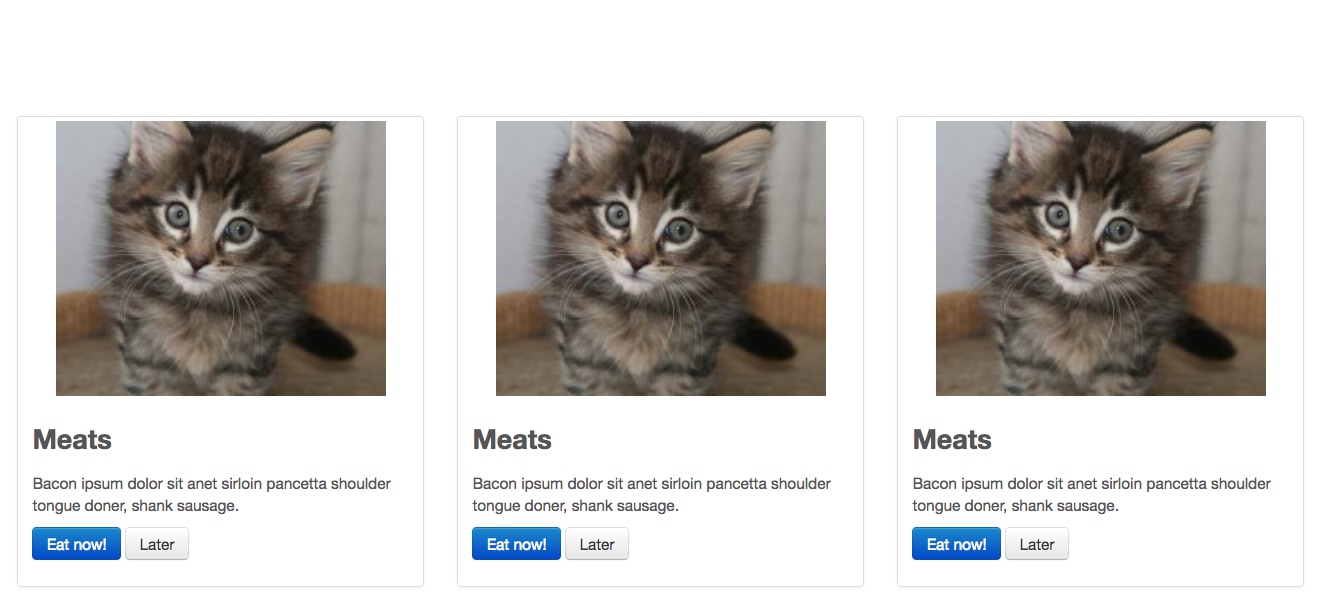 Meats
Bacon ipsum dolor sit anet sirloin pancetta shoulder
tongue doner, shank sausage.
Eat now! Later
Meats
Bacon ipsum dolor sit anet sirloin pancetta shoulder
tongue doner, shank sausage.
Eat now! Later
Meats
Bacon ipsum dolor sit anet sirloin pancetta shoulder
tongue doner, shank sausage.
Eat now! Later